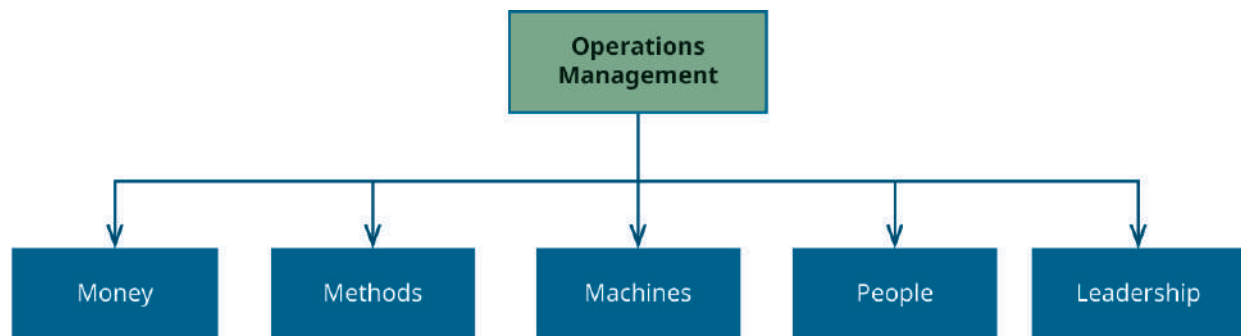 Operations
Management
Money
Methods
Machines
People
Leadership